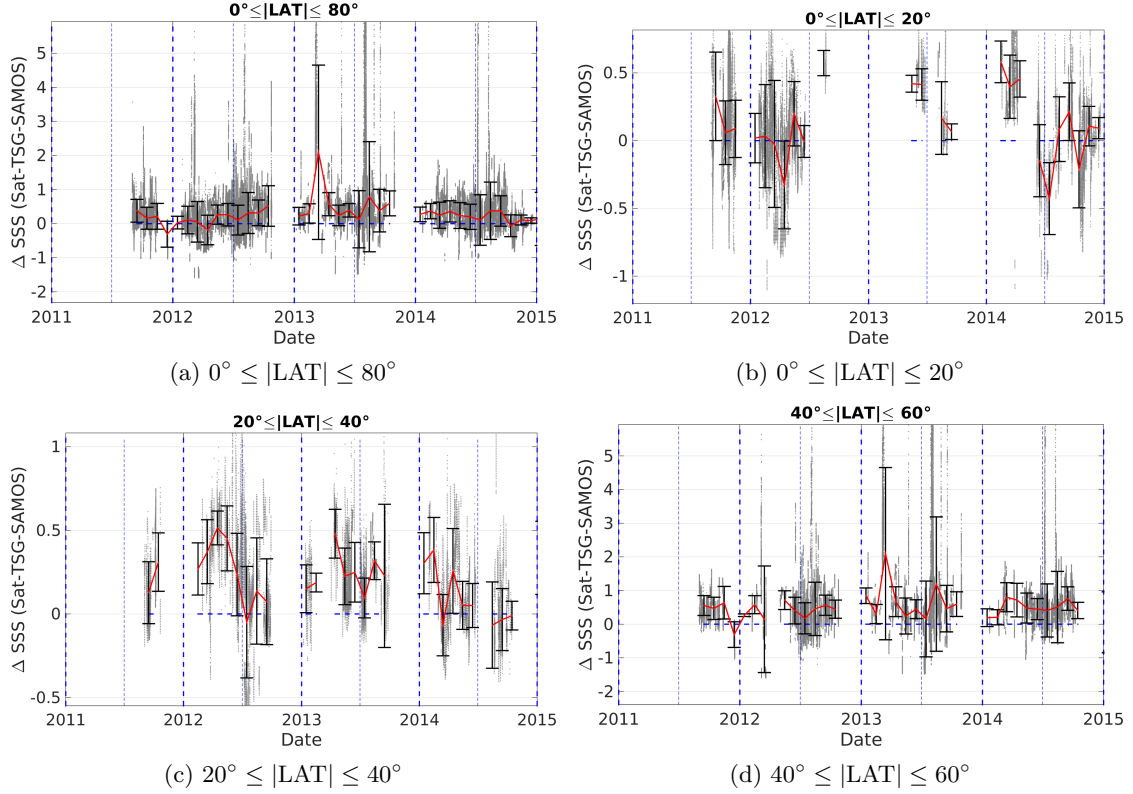 0°≤|LAT|≤ 80°
Δ SSS (Sat-TSG-SAMOS)
5
4
3
2
1
0
-1
-2
2011
2012
2013
2014
2015
Date
(a) 0° ≤ |LAT| ≤ 80°
0°≤|LAT|≤ 20°
Δ SSS (Sat-TSG-SAMOS)
0.5
0
-0.5
-1
2011
2012
2013
2014
2015
Date
(b) 0° ≤ |LAT| ≤ 20°
20°≤|LAT|≤ 40°
Δ SSS (Sat-TSG-SAMOS)
1
0.5
0
-0.5
2011
2012
2013
2014
2015
Date
(c) 20° ≤ |LAT| ≤ 40°
40°≤|LAT|≤ 60°
Δ SSS (Sat-TSG-SAMOS)
5
4
3
2
1
0
-1
-2
2011
2012
2013
2014
2015
Date
(d) 40° ≤ |LAT| ≤ 60°